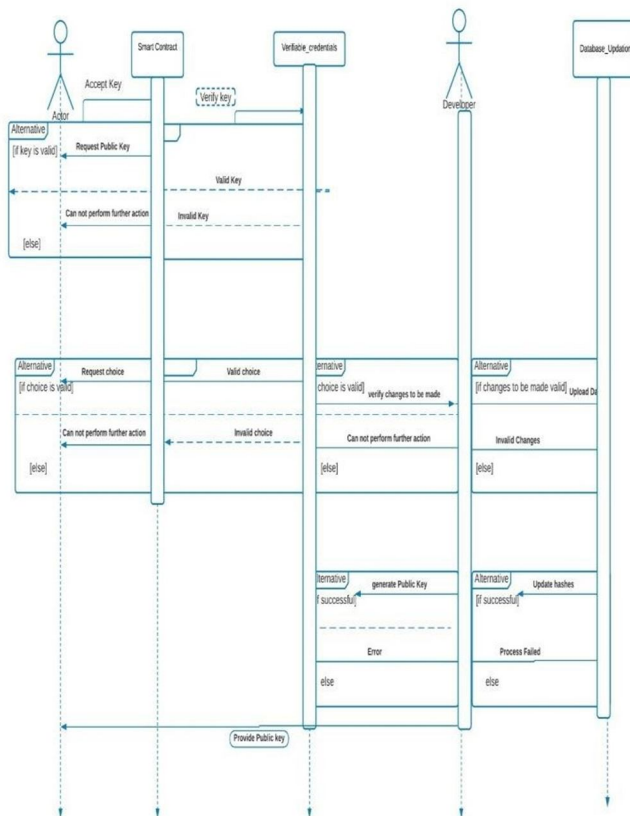 Smart Contract
Verifiable_credentials
Database_Updation
Actor
Developer
Accept Key
Verify key
Alternative
[if key is valid]
Request Public Key
Valid Key
Can not perform further action
Invalid Key
[else]
Alternative
[if choice is valid]
Request choice
Valid choice
Can not perform further action
Invalid choice
[else]
ernative
choice is valid]
verify changes to be made
Can not perform further action
[else]
Alternative
[if changes to be made valid]
Upload Da
Invalid Changes
[else]
ternative
f successful]
generate Public Key
Error
else
Alternative
[if successful]
Update hashes
Process Failed
else
Provide Public key